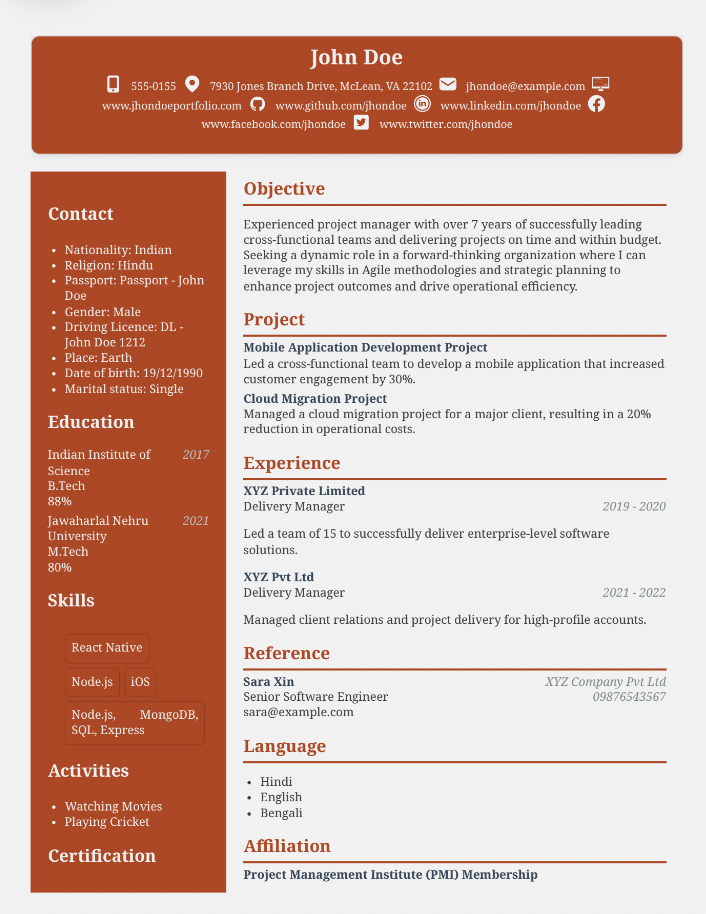 John Doe
555-0155 7930 Jones Branch Drive, McLean, VA 22102 jhondoe@example.com
www.jhondoeportfolio.com www.github.com/jhondoe www.linkedin.com/jhondoe
www.facebook.com/jhondoe www.twitter.com/jhondoe
Contact
• Nationality: Indian
• Religion: Hindu
• Passport: Passport - John
Doe
• Gender: Male
• Driving Licence: DL -
John Doe 1212
• Place: Earth
• Date of birth: 19/12/1990
• Marital status: Single
Education
Indian Institute of 2017
Science
B.Tech
88%
Jawaharlal Nehru 2021
University
M.Tech
80%
Skills
React Native
Node.js iOS
Node.js, MongoDB,
SQL, Express
Activities
• Watching Movies
• Playing Cricket
Certification
Objective
Experienced project manager with over 7 years of successfully leading
cross-functional teams and delivering projects on time and within budget.
Seeking a dynamic role in a forward-thinking organization where I can
leverage my skills in Agile methodologies and strategic planning to
enhance project outcomes and drive operational efficiency.
Project
Mobile Application Development Project
Led a cross-functional team to develop a mobile application that increased
customer engagement by 30%.
Cloud Migration Project
Managed a cloud migration project for a major client, resulting in a 20%
reduction in operational costs.
Experience
XYZ Private Limited
Delivery Manager 2019 - 2020
Led a team of 15 to successfully deliver enterprise-level software
solutions.
XYZ Pvt Ltd
Delivery Manager 2021 - 2022
Managed client relations and project delivery for high-profile accounts.
Reference
Sara Xin XYZ Company Pvt Ltd
Senior Software Engineer 09876543567
sara@example.com
Language
• Hindi
• English
• Bengali
Affiliation
Project Management Institute (PMI) Membership